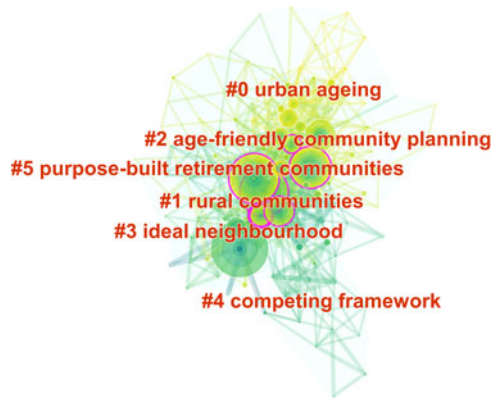 #0 urban ageing
#2 age-friendly community planning
#5 purpose-built retirement communities
#1 rural communities
#3 ideal neighbourhood
#4 competing framework